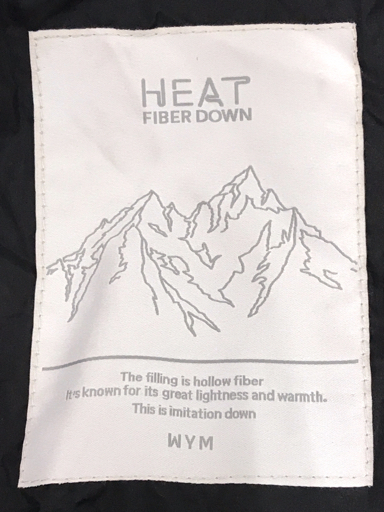 HEAT
FIBER DOWN
The filling is hollow fiber
It's known for its great lightness and warmth.
This is imitation down
WYM